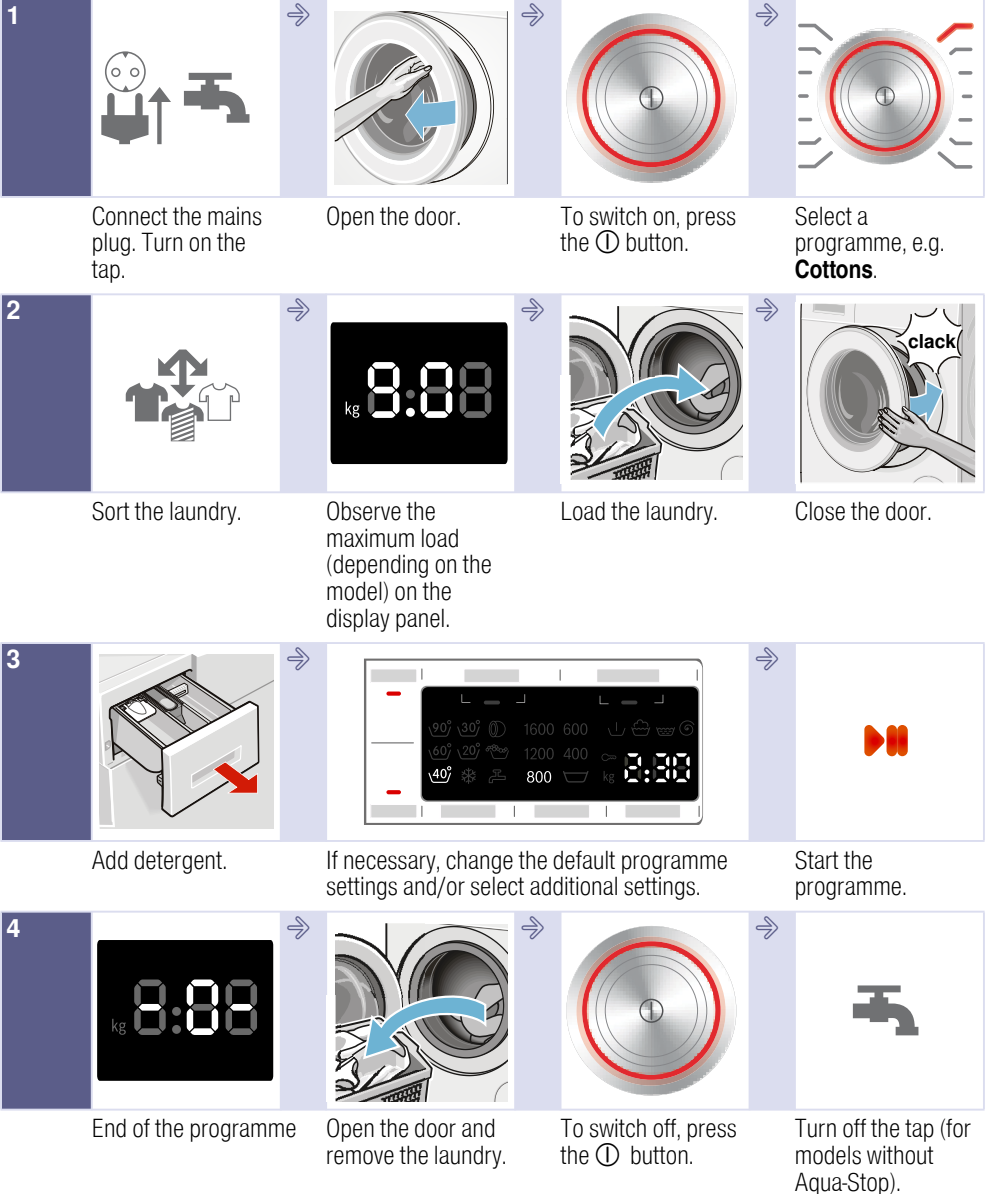 1
Connect the mains
plug. Turn on the
tap.
Open the door.
To switch on, press
the ⏼ button.
Select a
programme, e.g.
Cottons.
2
kg 9.0
clack
Sort the laundry.
Observe the
maximum load
(depending on the
model) on the
display panel.
Load the laundry.
Close the door.
3
90° 30° 1600 600
60° 20° 1200 400
40° 800 kg 2:30
Add detergent.
If necessary, change the default programme
settings and/or select additional settings.
Start the
programme.
4
kg -0-
End of the programme
Open the door and
remove the laundry.
To switch off, press
the ⏼ button.
Turn off the tap (for
models without
Aqua-Stop).